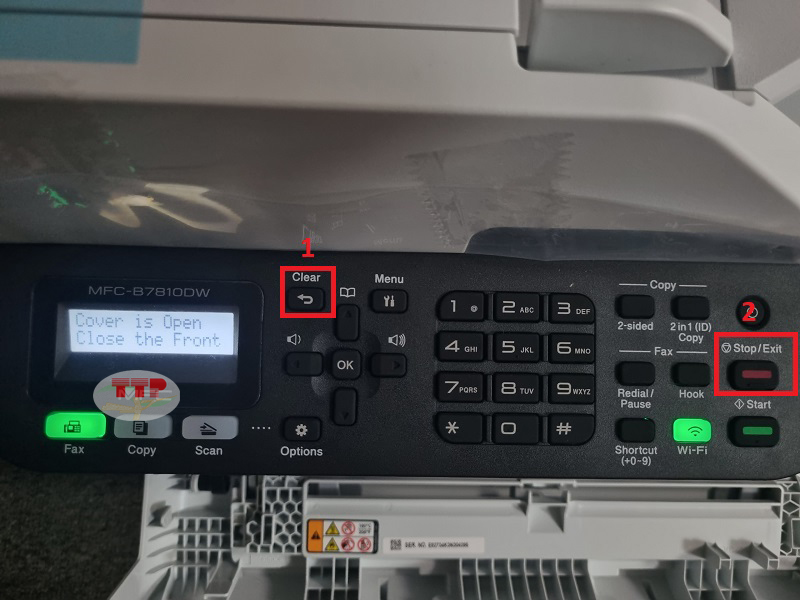 1
Clear
Menu
Copy
MFC-B7810DW
Cover is Open
Close the Front
1
2 ABC
3 DEF
2-sided
2 in 1 (ID)
Copy
2
OK
4 GHI
5 JKL
6 MNO
Fax
Stop/Exit
TTP
7 PQRS
8 TUV
9 WXYZ
Redial /
Pause
Hook
Start
* 0 #
Fax
Copy
Scan
Options
Shortcut
(+0~9)
Wi-Fi